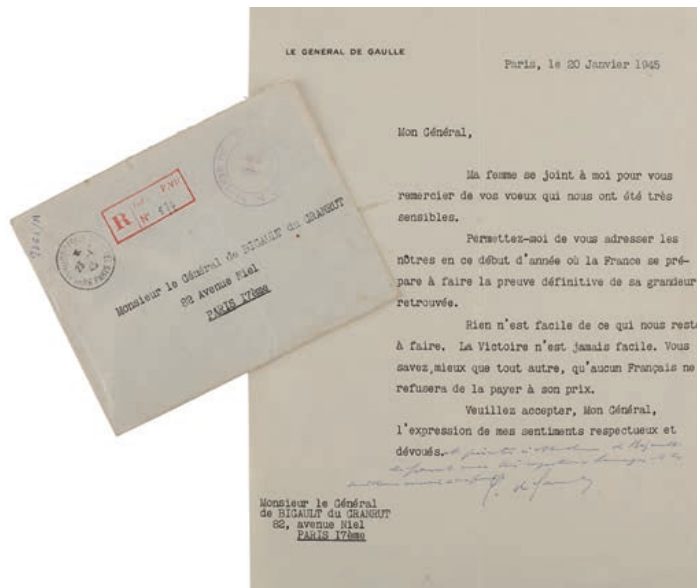 LE GÉNÉRAL DE GAULLE
Paris, le 20 Janvier 1945
Mon Général,
Ma femme se joint à moi pour vous
remercier de vos voeux qui nous ont été très
sensibles.
Permettez-moi de vous adresser les
nôtres en ce début d'année où la France se pré-
pare à faire la preuve définitive de sa grandeur
retrouvée.
Rien n'est facile de ce qui nous reste
à faire. La Victoire n'est jamais facile. Vous
savez,mieux que tout autre, qu'aucun Français ne
refusera de la payer à son prix.
Veuillez accepter, Mon Général,
l'expression de mes sentiments respectueux et
dévoués.
Monsieur le Général
de BIGAULT du GRANRUT
82, avenue Niel
PARIS 17ème
R
N°
Monsieur le Général de BIGAULT du GRANRUT
82 Avenue Niel
PARIS 17ème